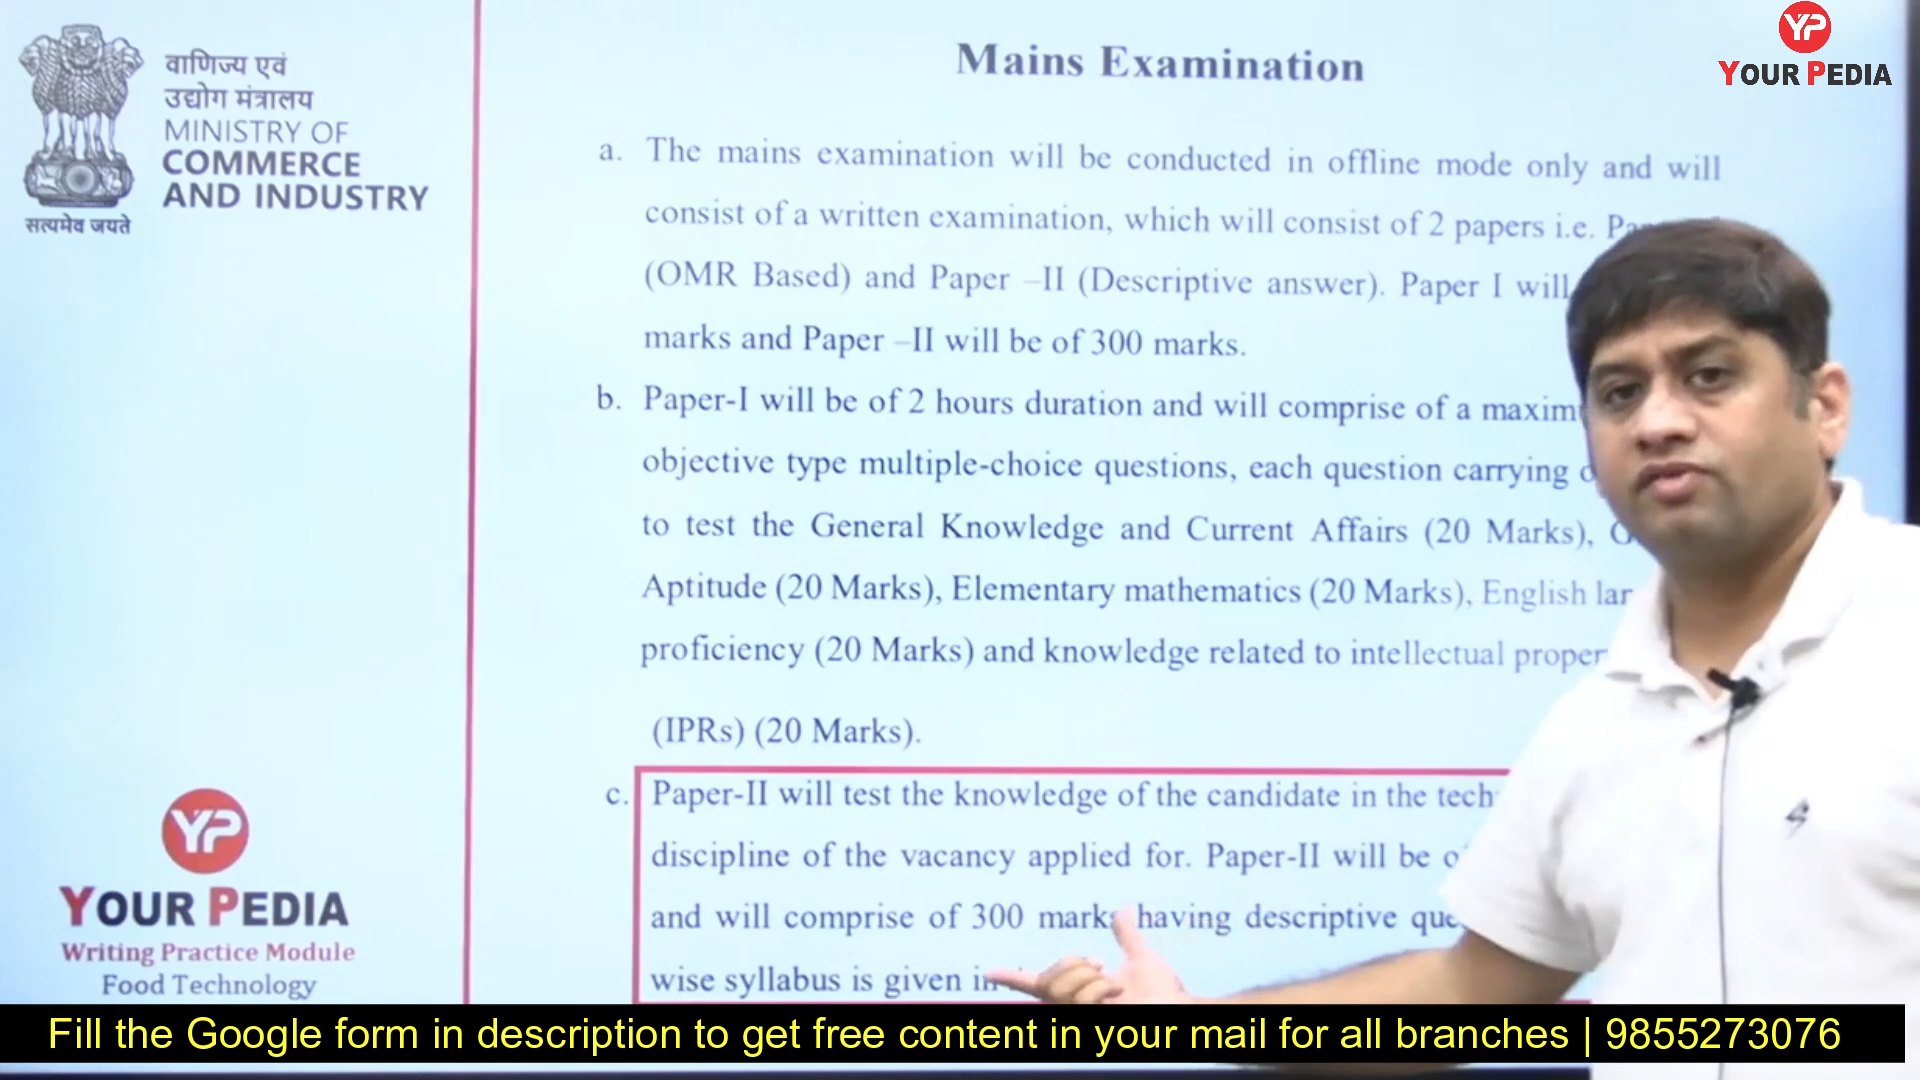 वाणिज्य एवं
उद्योग मंत्रालय
MINISTRY OF
COMMERCE
AND INDUSTRY
सत्यमेव जयते
Mains Examination
YP
YOUR PEDIA
a. The mains examination will be conducted in offline mode only and will
consist of a written examination, which will consist of 2 papers i.e.
(OMR Based) and Paper –II (Descriptive answer). Paper I will
marks and Paper –II will be of 300 marks.
b. Paper-I will be of 2 hours duration and will comprise of a
objective type multiple-choice questions, each question carrying
to test the General Knowledge and Current Affairs (20 Marks),
Aptitude (20 Marks), Elementary mathematics (20 Marks), English
proficiency (20 Marks) and knowledge related to intellectual
(IPRs) (20 Marks).
c. Paper-II will test the knowledge of the candidate in the
discipline of the vacancy applied for. Paper-II will be
and will comprise of 300 marks having descriptive
wise syllabus is given
YP
YOUR PEDIA
Writing Practice Module
Food Technology
Fill the Google form in description to get free content in your mail for all branches | 9855273076